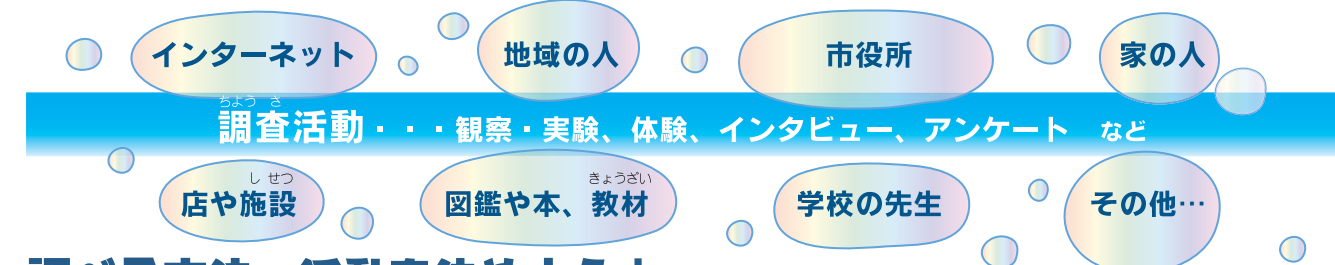 インターネット 地域の人 市役所 家の人
ちょう さ
調査活動・・・観察・実験、体験、インタビュー、アンケート など
し せつ きょうざい
店や施設 図鑑や本、教材 学校の先生 その他…